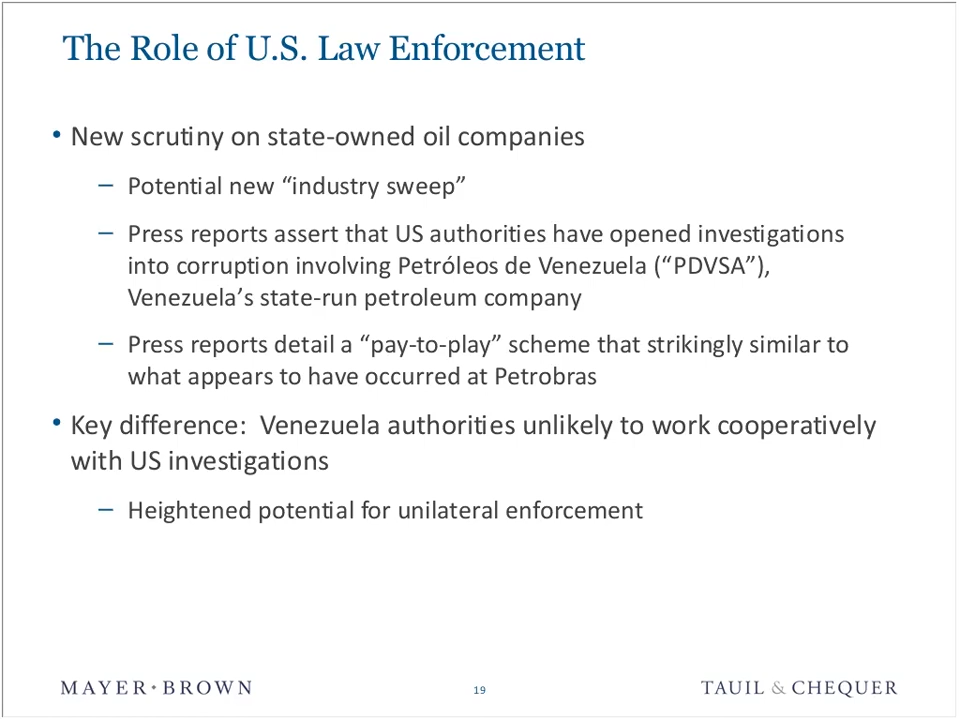 The Role of U.S. Law Enforcement
• New scrutiny on state-owned oil companies
– Potential new “industry sweep”
– Press reports assert that US authorities have opened investigations
into corruption involving Petróleos de Venezuela (“PDVSA”),
Venezuela’s state-run petroleum company
– Press reports detail a “pay-to-play” scheme that strikingly similar to
what appears to have occurred at Petrobras
• Key difference:  Venezuela authorities unlikely to work cooperatively
with US investigations
– Heightened potential for unilateral enforcement
MAYER • BROWN
19
TAUIL & CHEQUER